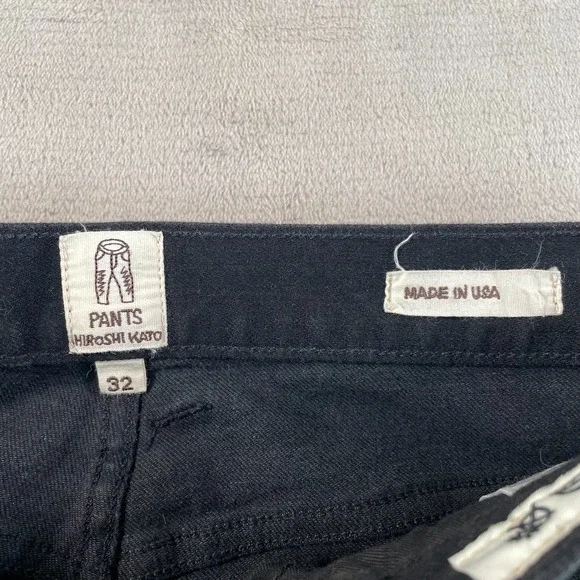 PANTS
HIROSHI KATO
32
MADE IN USA